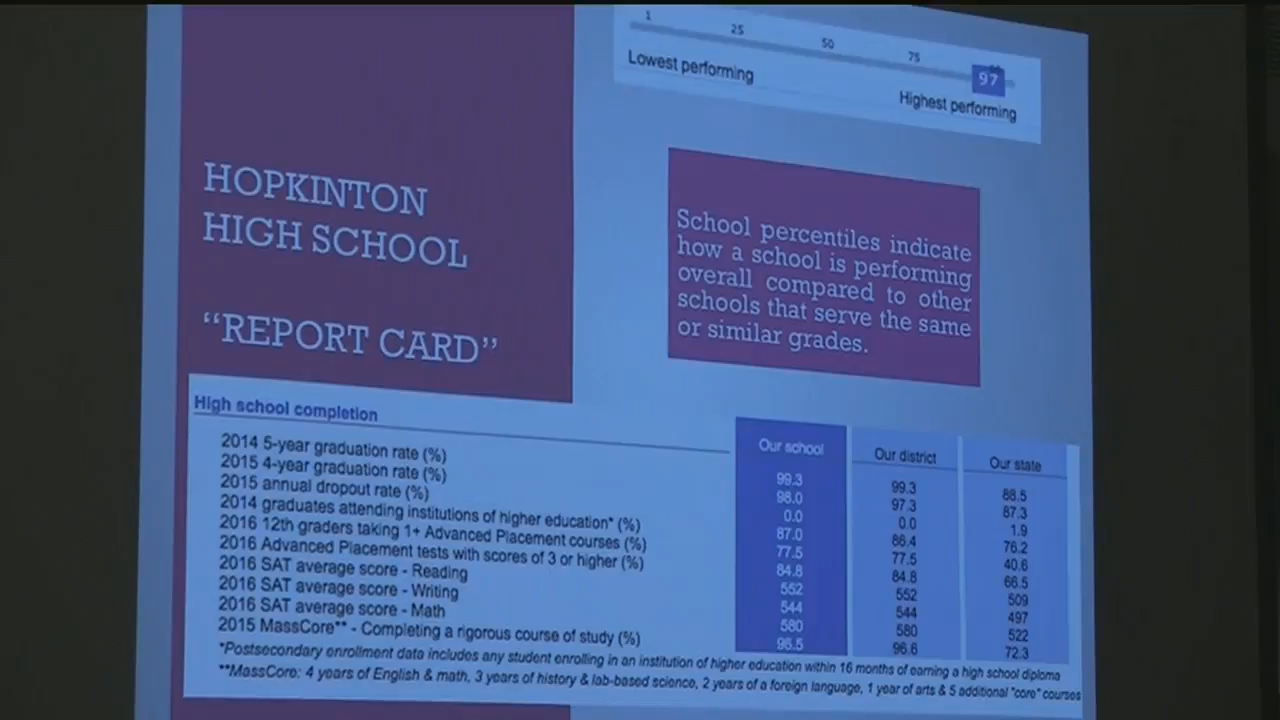 1 25 50 75 97
Lowest performing
Highest performing
HOPKINTON
HIGH SCHOOL
“REPORT CARD”
School percentiles indicate
how a school is performing
overall compared to other
schools that serve the same
or similar grades.
High school completion
Our school Our district Our state
2014 5-year graduation rate (%) 99.3 99.3 88.5
2015 4-year graduation rate (%) 98.0 97.3 87.3
2015 annual dropout rate (%) 0.0 0.0 1.9
2014 graduates attending institutions of higher education* (%) 87.0 86.4 76.2
2016 12th graders taking 1+ Advanced Placement courses (%) 77.5 77.5 40.6
2016 Advanced Placement tests with scores of 3 or higher (%) 84.8 84.8 66.5
2016 SAT average score - Reading 552 552 509
2016 SAT average score - Writing 544 544 497
2016 SAT average score - Math 580 580 522
2015 MassCore** - Completing a rigorous course of study (%) 96.6 72.3
*Postsecondary enrollment data includes any student enrolling in an institution of higher education within 16 months of earning a high school diploma
**MassCore: 4 years of English & math, 3 years of history & lab-based science, 2 years of a foreign language, 1 year of arts & 5 additional "core" courses